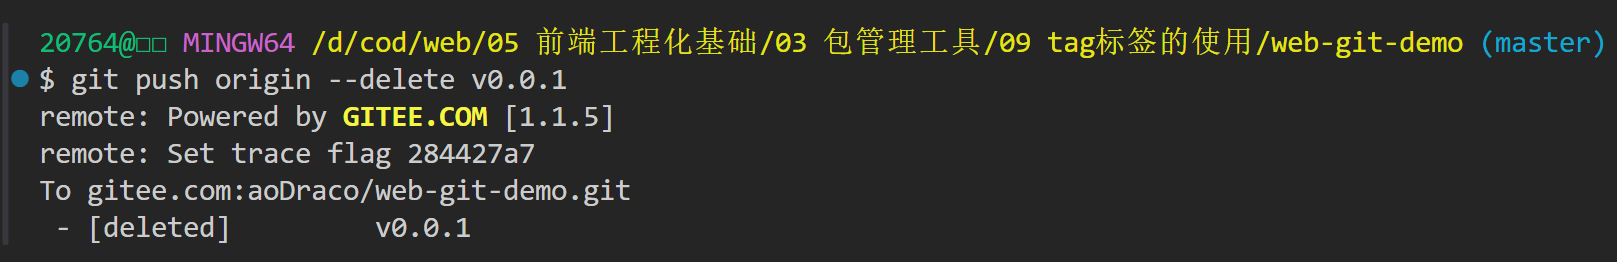 20764@□□ MINGW64 /d/cod/web/05 前端工程化基础/03 包管理工具/09 tag标签的使用/web-git-demo (master)
$ git push origin --delete v0.0.1
remote: Powered by GITEE.COM [1.1.5]
remote: Set trace flag 284427a7
To gitee.com:aoDraco/web-git-demo.git
 - [deleted]         v0.0.1